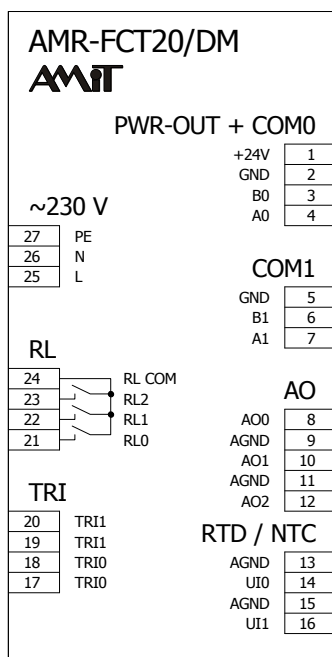 AMR-FCT20/DM
AMiT
PWR-OUT + COM0
+24V 1
GND 2
B0 3
A0 4
~230 V
27 PE
26 N
25 L
COM1
GND 5
B1 6
A1 7
RL
24 RL COM
23 RL2
22 RL1
21 RL0
AO
AO0 8
AGND 9
AO1 10
AGND 11
AO2 12
TRI
20 TRI1
19 TRI1
18 TRI0
17 TRI0
RTD / NTC
AGND 13
UI0 14
AGND 15
UI1 16